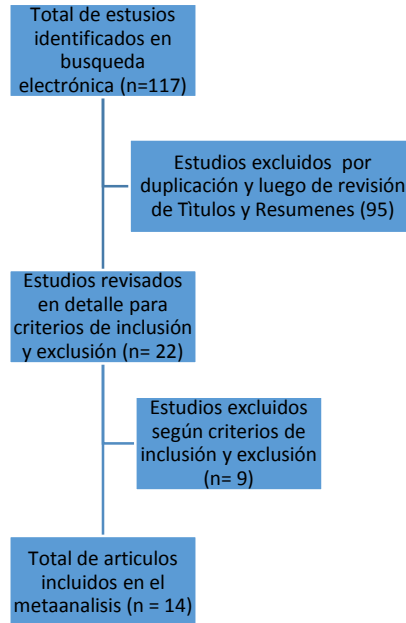 Total de estusios
identificados en
busqueda
electrónica (n=117)
Estudios excluidos por
duplicación y luego de revisión
de Tìtulos y Resumenes (95)
Estudios revisados
en detalle para
criterios de inclusión
y exclusión (n= 22)
Estudios excluidos
según criterios de
inclusión y exclusión
(n= 9)
Total de articulos
incluidos en el
metaanalisis (n = 14)